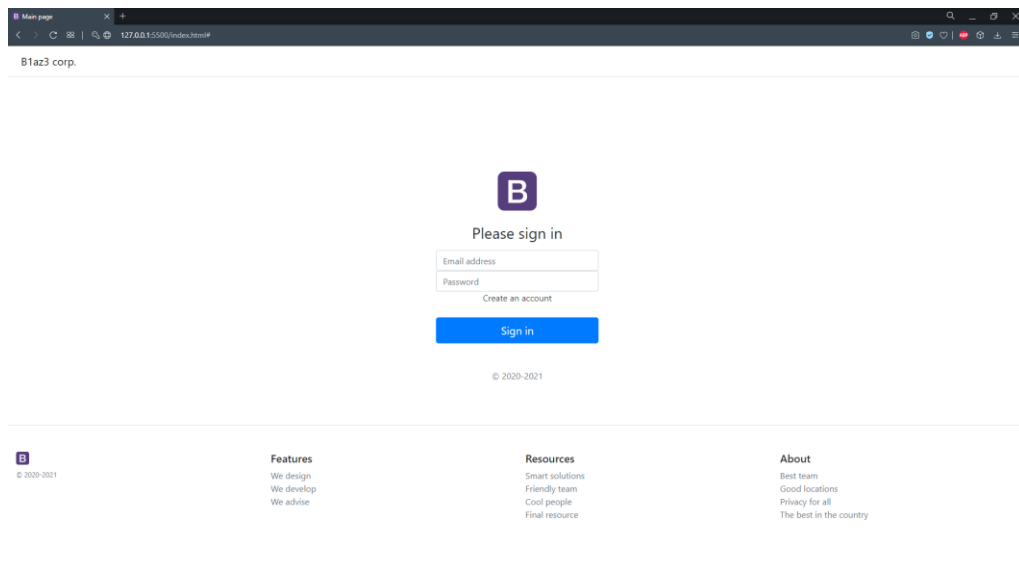 B Main page
127.0.0.1:5500/index.html#
B1az3 corp.
B
Please sign in
Email address
Password
Create an account
Sign in
© 2020-2021
B
© 2020-2021
Features
We design
We develop
We advise
Resources
Smart solutions
Friendly team
Cool people
Final resource
About
Best team
Good locations
Privacy for all
The best in the country